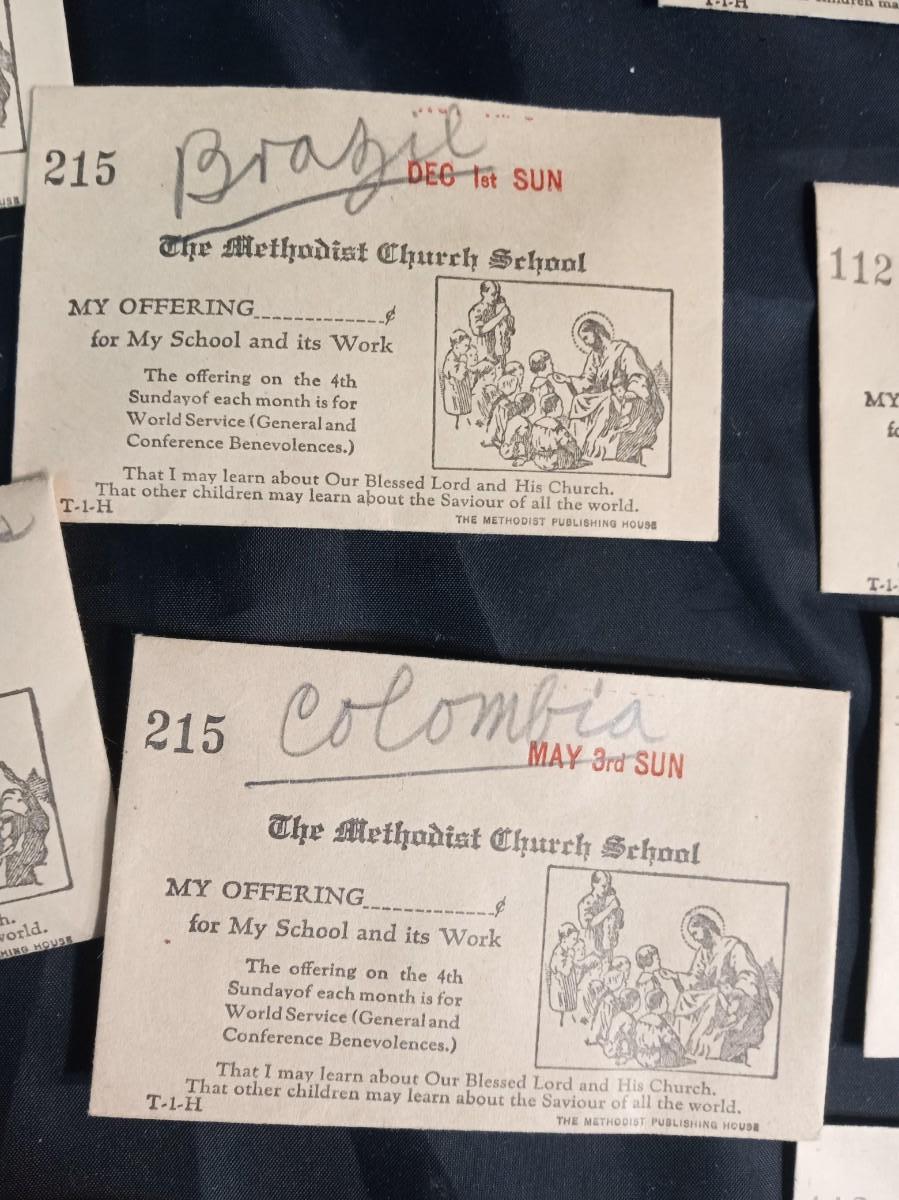 T-1-H
215
Brazil
DEC 1st SUN
The Methodist Church School
MY OFFERING_____________¢
for My School and its Work
The offering on the 4th
Sundayof each month is for
World Service (General and
Conference Benevolences.)
That I may learn about Our Blessed Lord and His Church.
That other children may learn about the Saviour of all the world.
T-1-H
THE METHODIST PUBLISHING HOUSE
112
MY
T-1-
215
Colombia
MAY 3rd SUN
The Methodist Church School
MY OFFERING_____________¢
for My School and its Work
The offering on the 4th
Sundayof each month is for
World Service (General and
Conference Benevolences.)
That I may learn about Our Blessed Lord and His Church.
That other children may learn about the Saviour of all the world.
T-1-H
THE METHODIST PUBLISHING HOUSE
h.
world.
HING HOUSE